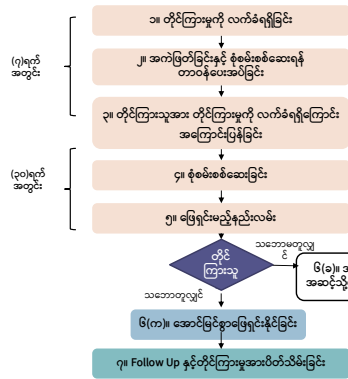 ၁။ တိုင်ကြားမှုကို လက်ခံရရှိခြင်း
(၇)ရက်
အတွင်း
၂။ အကဲဖြတ်ခြင်းနှင့် စုံစမ်းစစ်ဆေးရန်
တာဝန်ပေးအပ်ခြင်း
၃။ တိုင်ကြားသူအား တိုင်ကြားမှုကို လက်ခံရရှိကြောင်း
အကြောင်းပြန်ခြင်း
(၃၀)ရက်
အတွင်း
၄။ စုံစမ်းစစ်ဆေးခြင်း
၅။ ဖြေရှင်းမည့်နည်းလမ်း
တိုင်
ကြားသူ
သဘောမတူလျှ
င်
၆(ခ)။
အဆင့်သို့
သဘောတူလျှင်
၆(က)။ အောင်မြင်စွာဖြေရှင်းနိုင်ခြင်း
၇။ Follow Up နှင့်တိုင်ကြားမှုအားပိတ်သိမ်းခြင်း